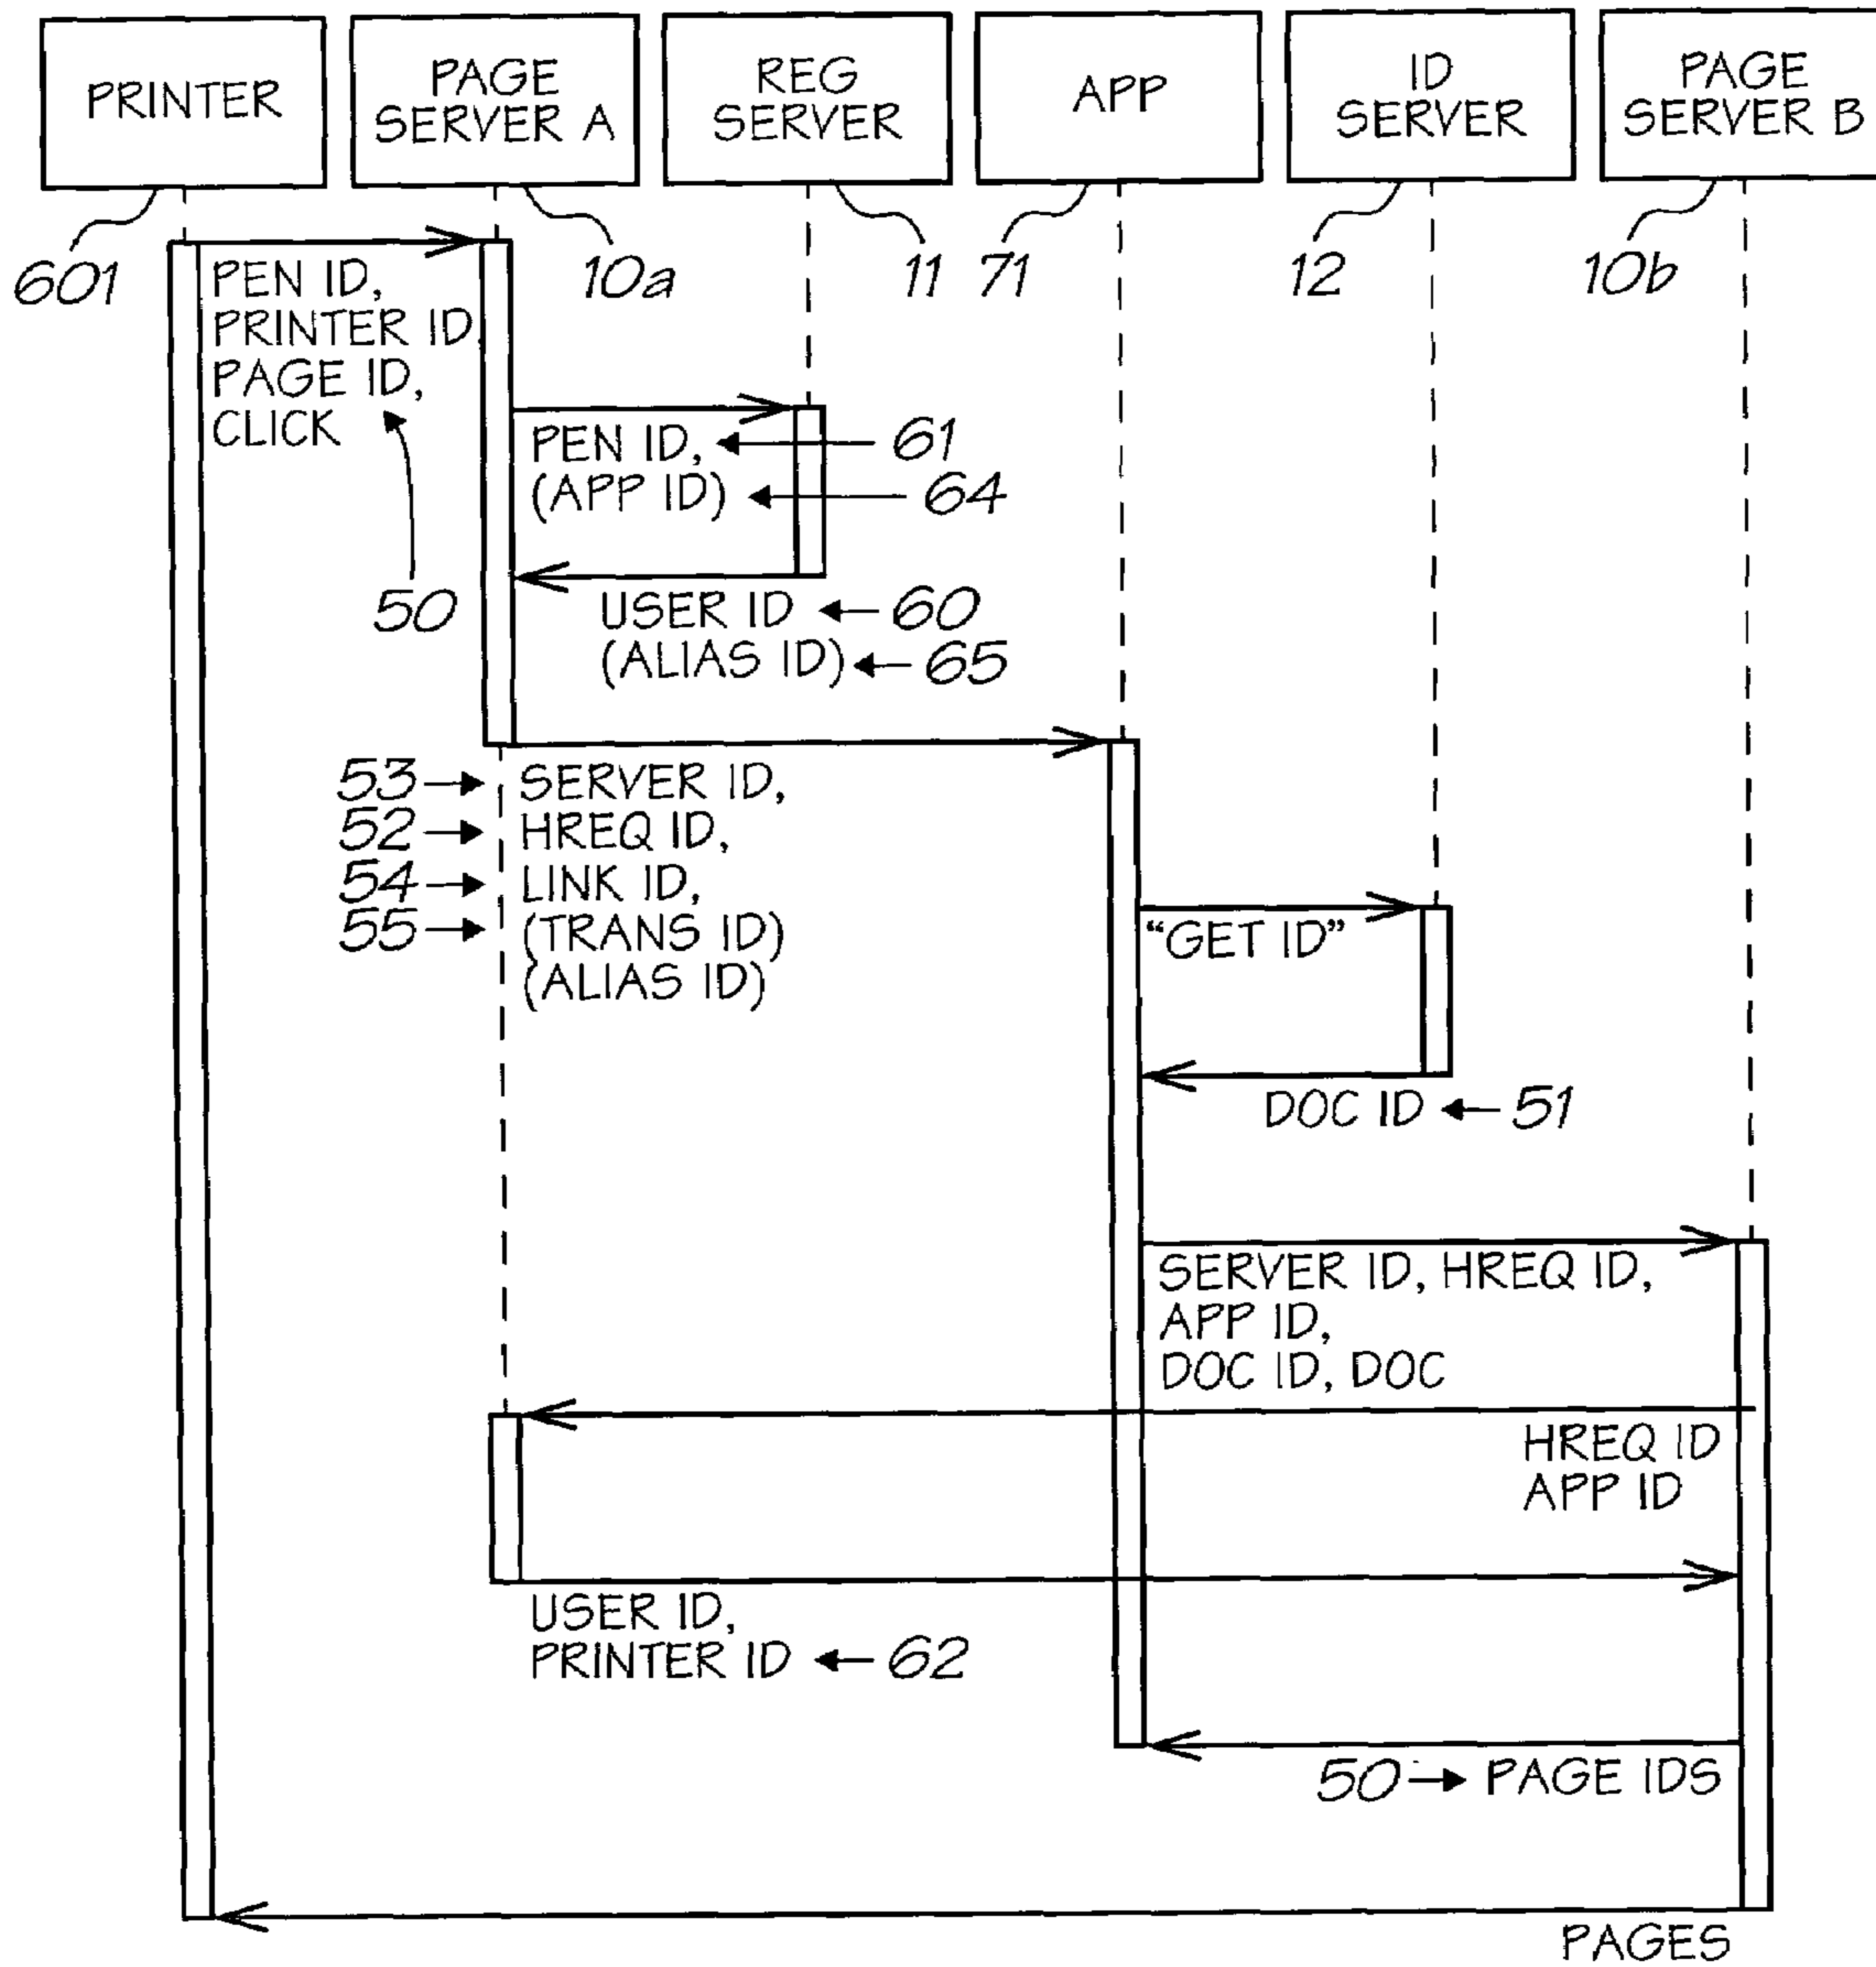 PRINTER
PAGE
SERVER A
REG
SERVER
APP
ID
SERVER
PAGE
SERVER B
601
10a
11
71
12
10b
PEN ID,
PRINTER ID
PAGE ID,
CLICK
50
PEN ID,
61
(APP ID)
64
USER ID
60
(ALIAS ID)
65
53
SERVER ID,
52
HREQ ID,
54
LINK ID,
55
(TRANS ID)
(ALIAS ID)
“GET ID”
DOC ID
51
SERVER ID, HREQ ID,
APP ID,
DOC ID, DOC
HREQ ID
APP ID
USER ID,
PRINTER ID
62
50
PAGE IDS
PAGES